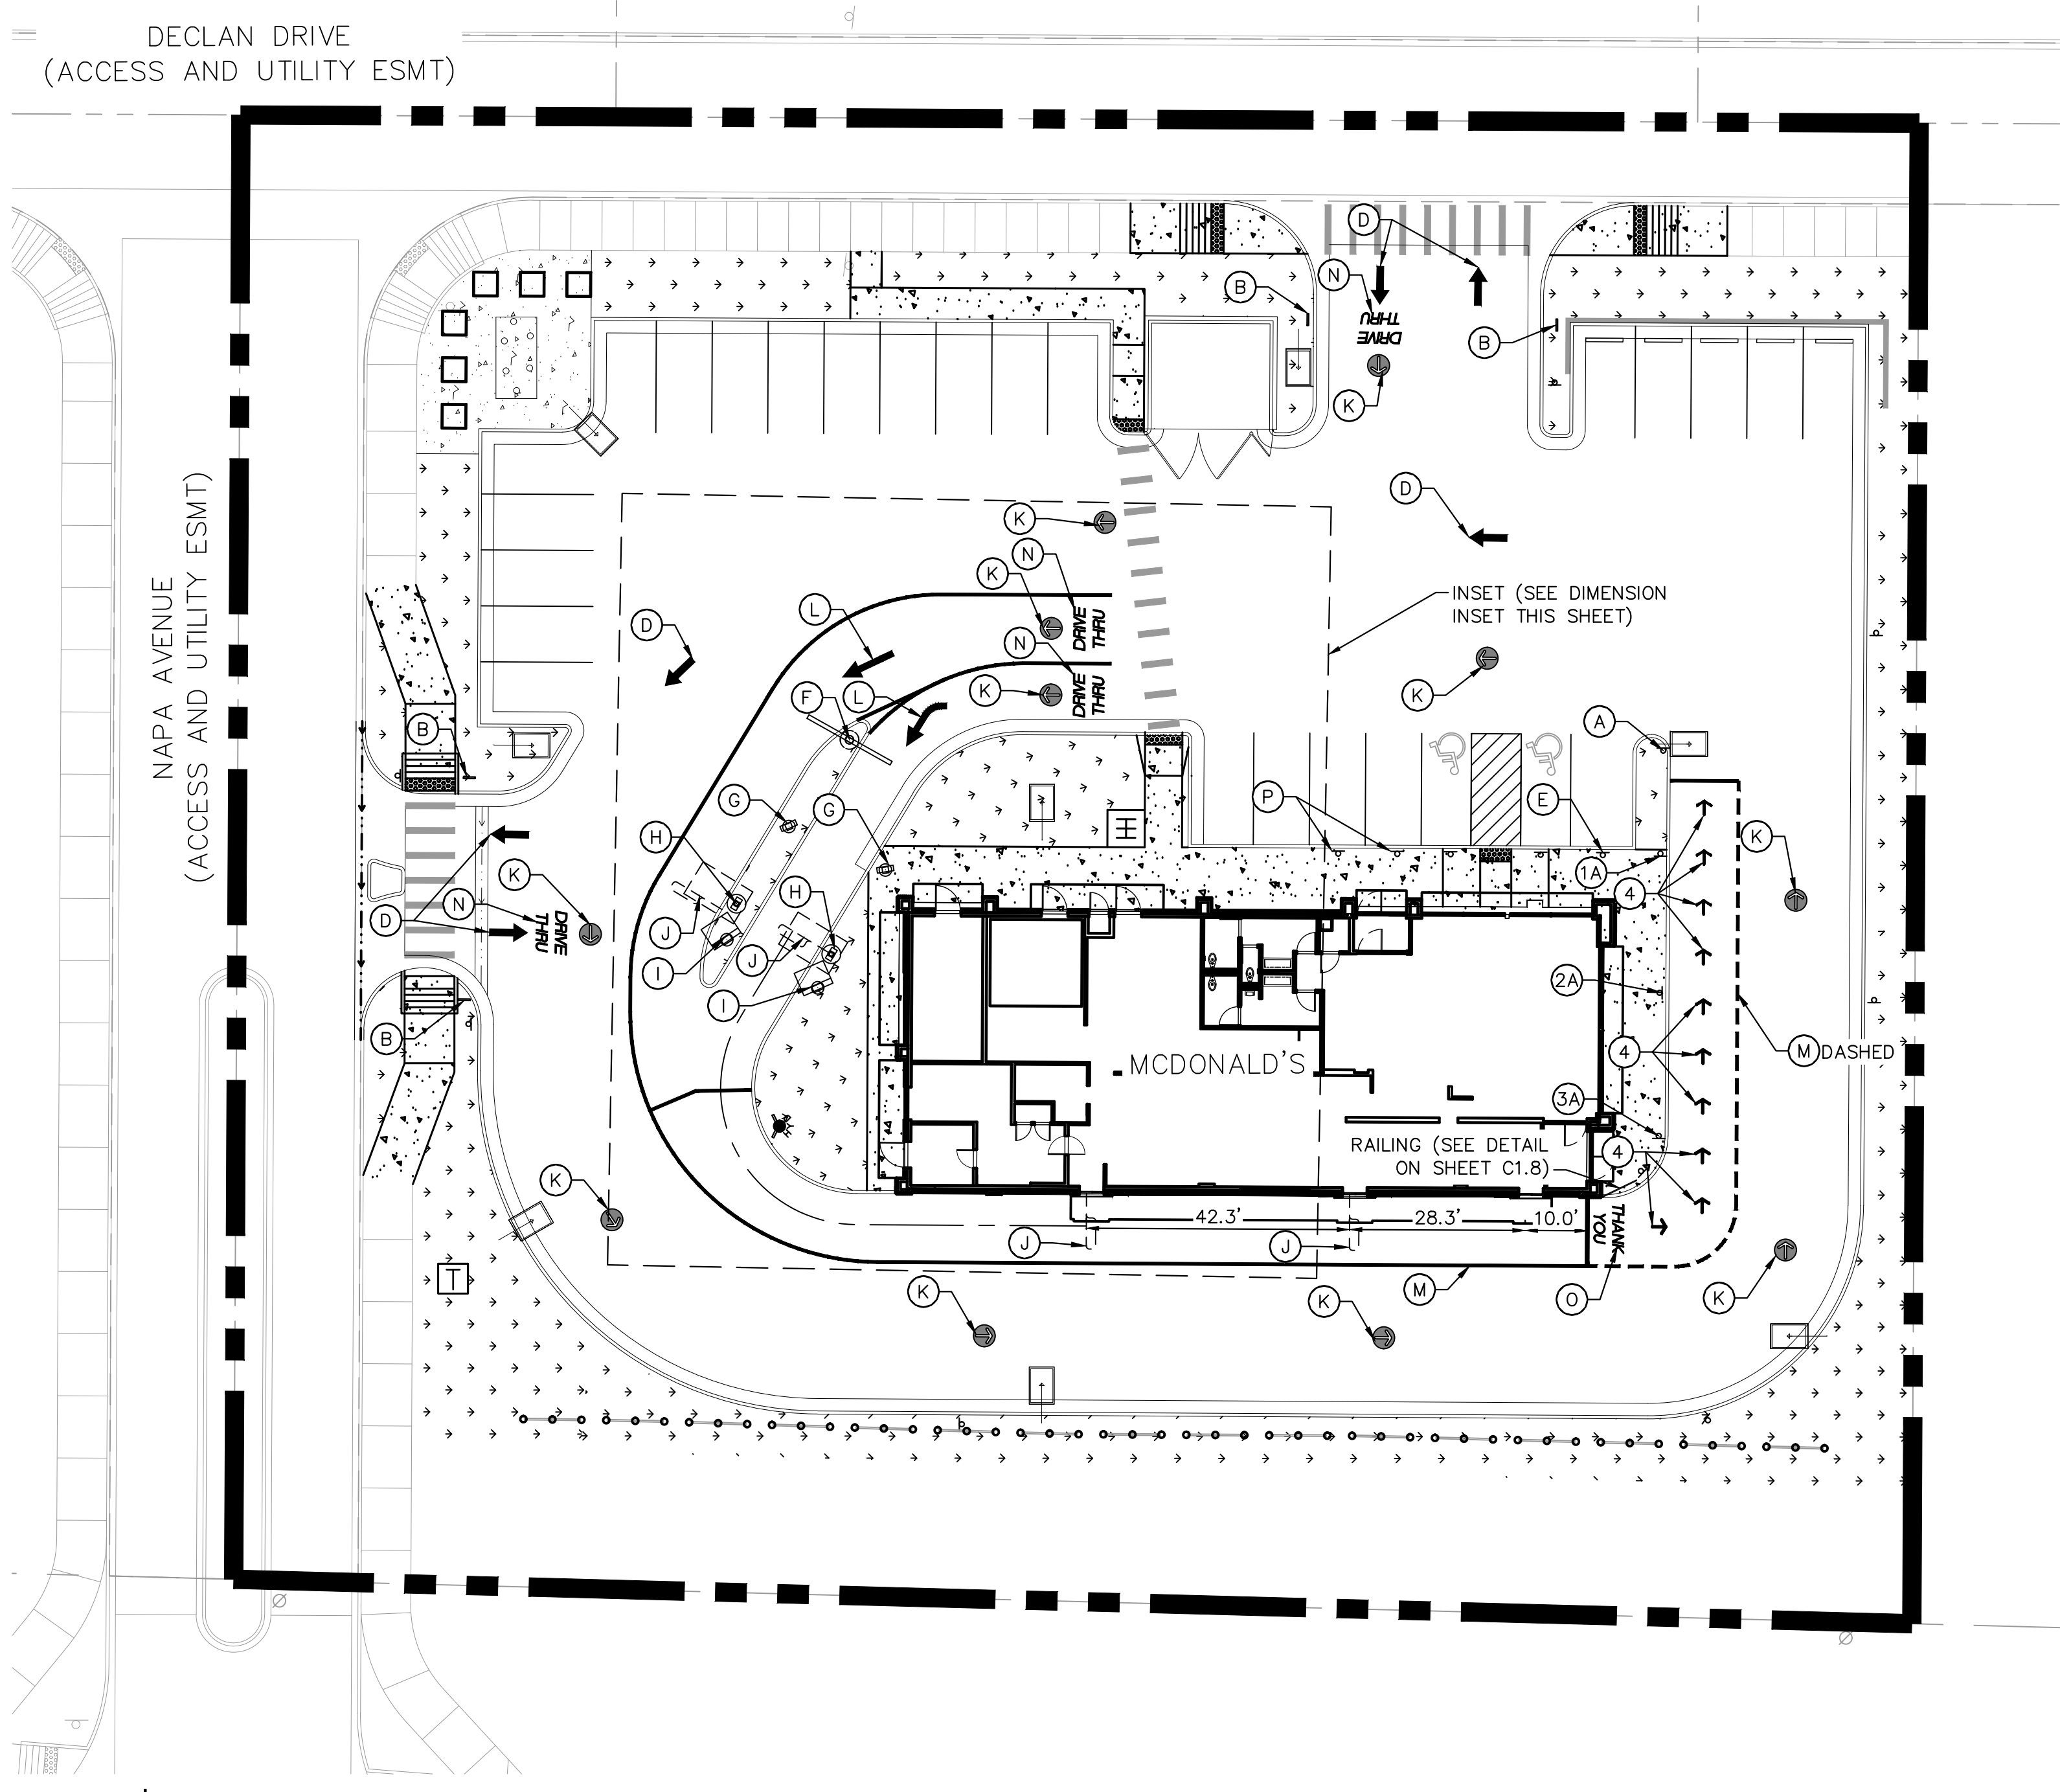 DECLAN DRIVE
(ACCESS AND UTILITY ESMT)
D
N
B
B
DRIVE
THRU
K
NAPA AVENUE
(ACCESS AND UTILITY ESMT)
D
K
N
K
INSET (SEE DIMENSION
INSET THIS SHEET)
L
D
DRIVE
THRU
N
K
K
F
L
DRIVE
THRU
B
A
G
G
P
E
H
K
1A
4
K
H
D
N
DRIVE
THRU
J
J
I
2A
I
B
4
M DASHED
MCDONALD'S
3A
RAILING (SEE DETAIL
ON SHEET C1.8)
4
K
42.3'
28.3'
10.0'
THANK
YOU
J
J
T
K
K
M
O
K